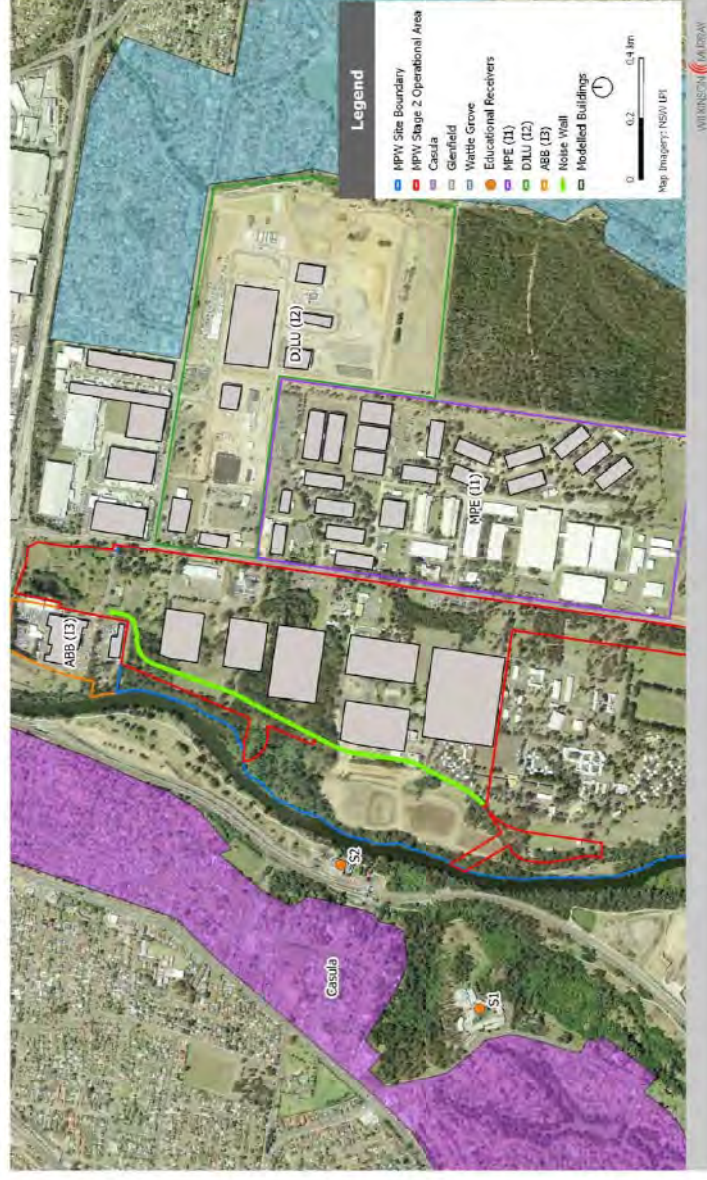 Legend
MPW Site Boundary
MPW Stage 2 Operational Area
Casula
Glenfield
Wattle Grove
Educational Receivers
MPE (I1)
DJLU (I2)
ABB (I3)
Noise Wall
Modelled Buildings
0 0.2 0.4 km
Map Imagery: NSW LPI
WILKINSON MURRAY
ABB (I3)
DJLU (I2)
MPE (I1)
Casula
S2
S1